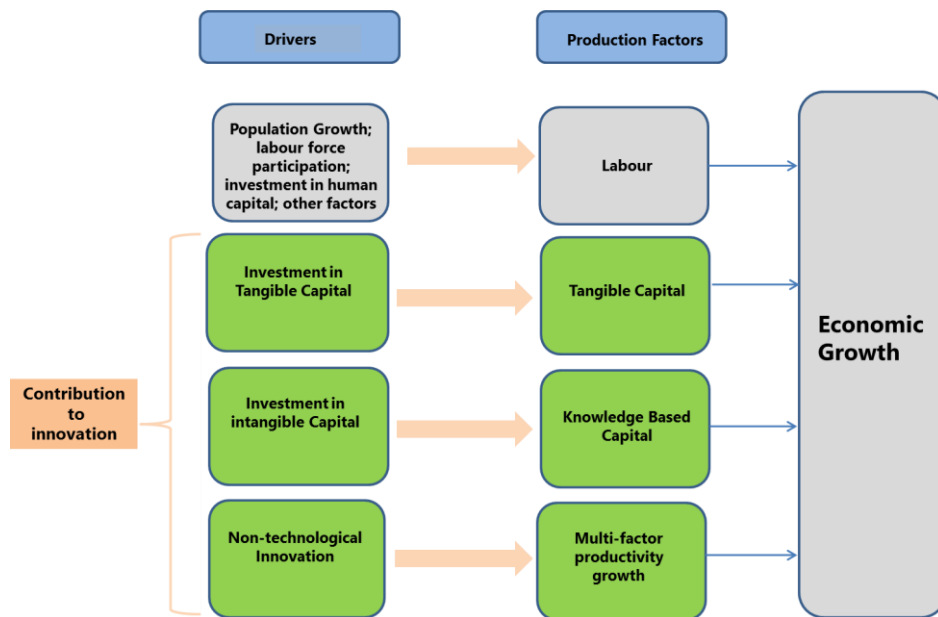 Drivers
Production Factors
Population Growth;
labour force
participation;
investment in human
capital; other factors
Labour
Investment in
Tangible Capital
Tangible Capital
Economic
Growth
Contribution
to
innovation
Investment in
intangible Capital
Knowledge Based
Capital
Non-technological
Innovation
Multi-factor
productivity
growth